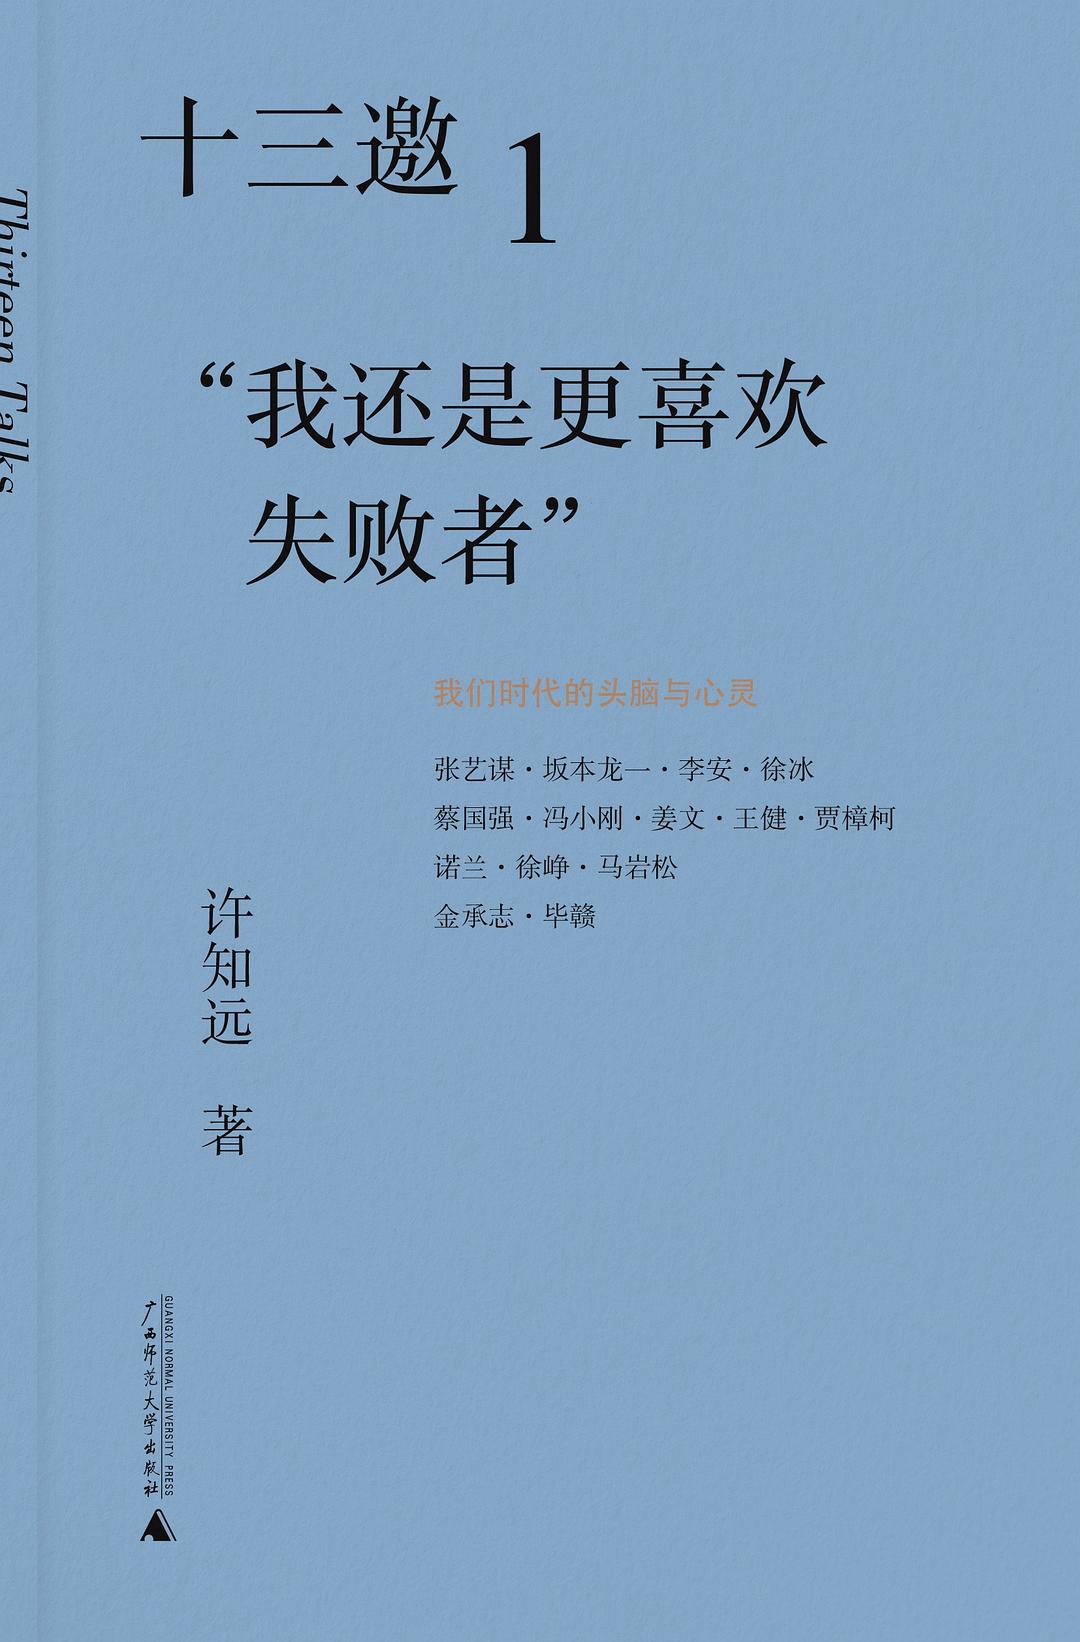 十三邀 1
“我还是更喜欢
失败者”
我们时代的头脑与心灵
张艺谋·坂本龙一·李安·徐冰
蔡国强·冯小刚·姜文·王健·贾樟柯
诺兰·徐峥·马岩松
金承志·毕赣
许知远 著
Thirteen Talks
广西师范大学出版社
GUANGXI NORMAL UNIVERSITY PRESS